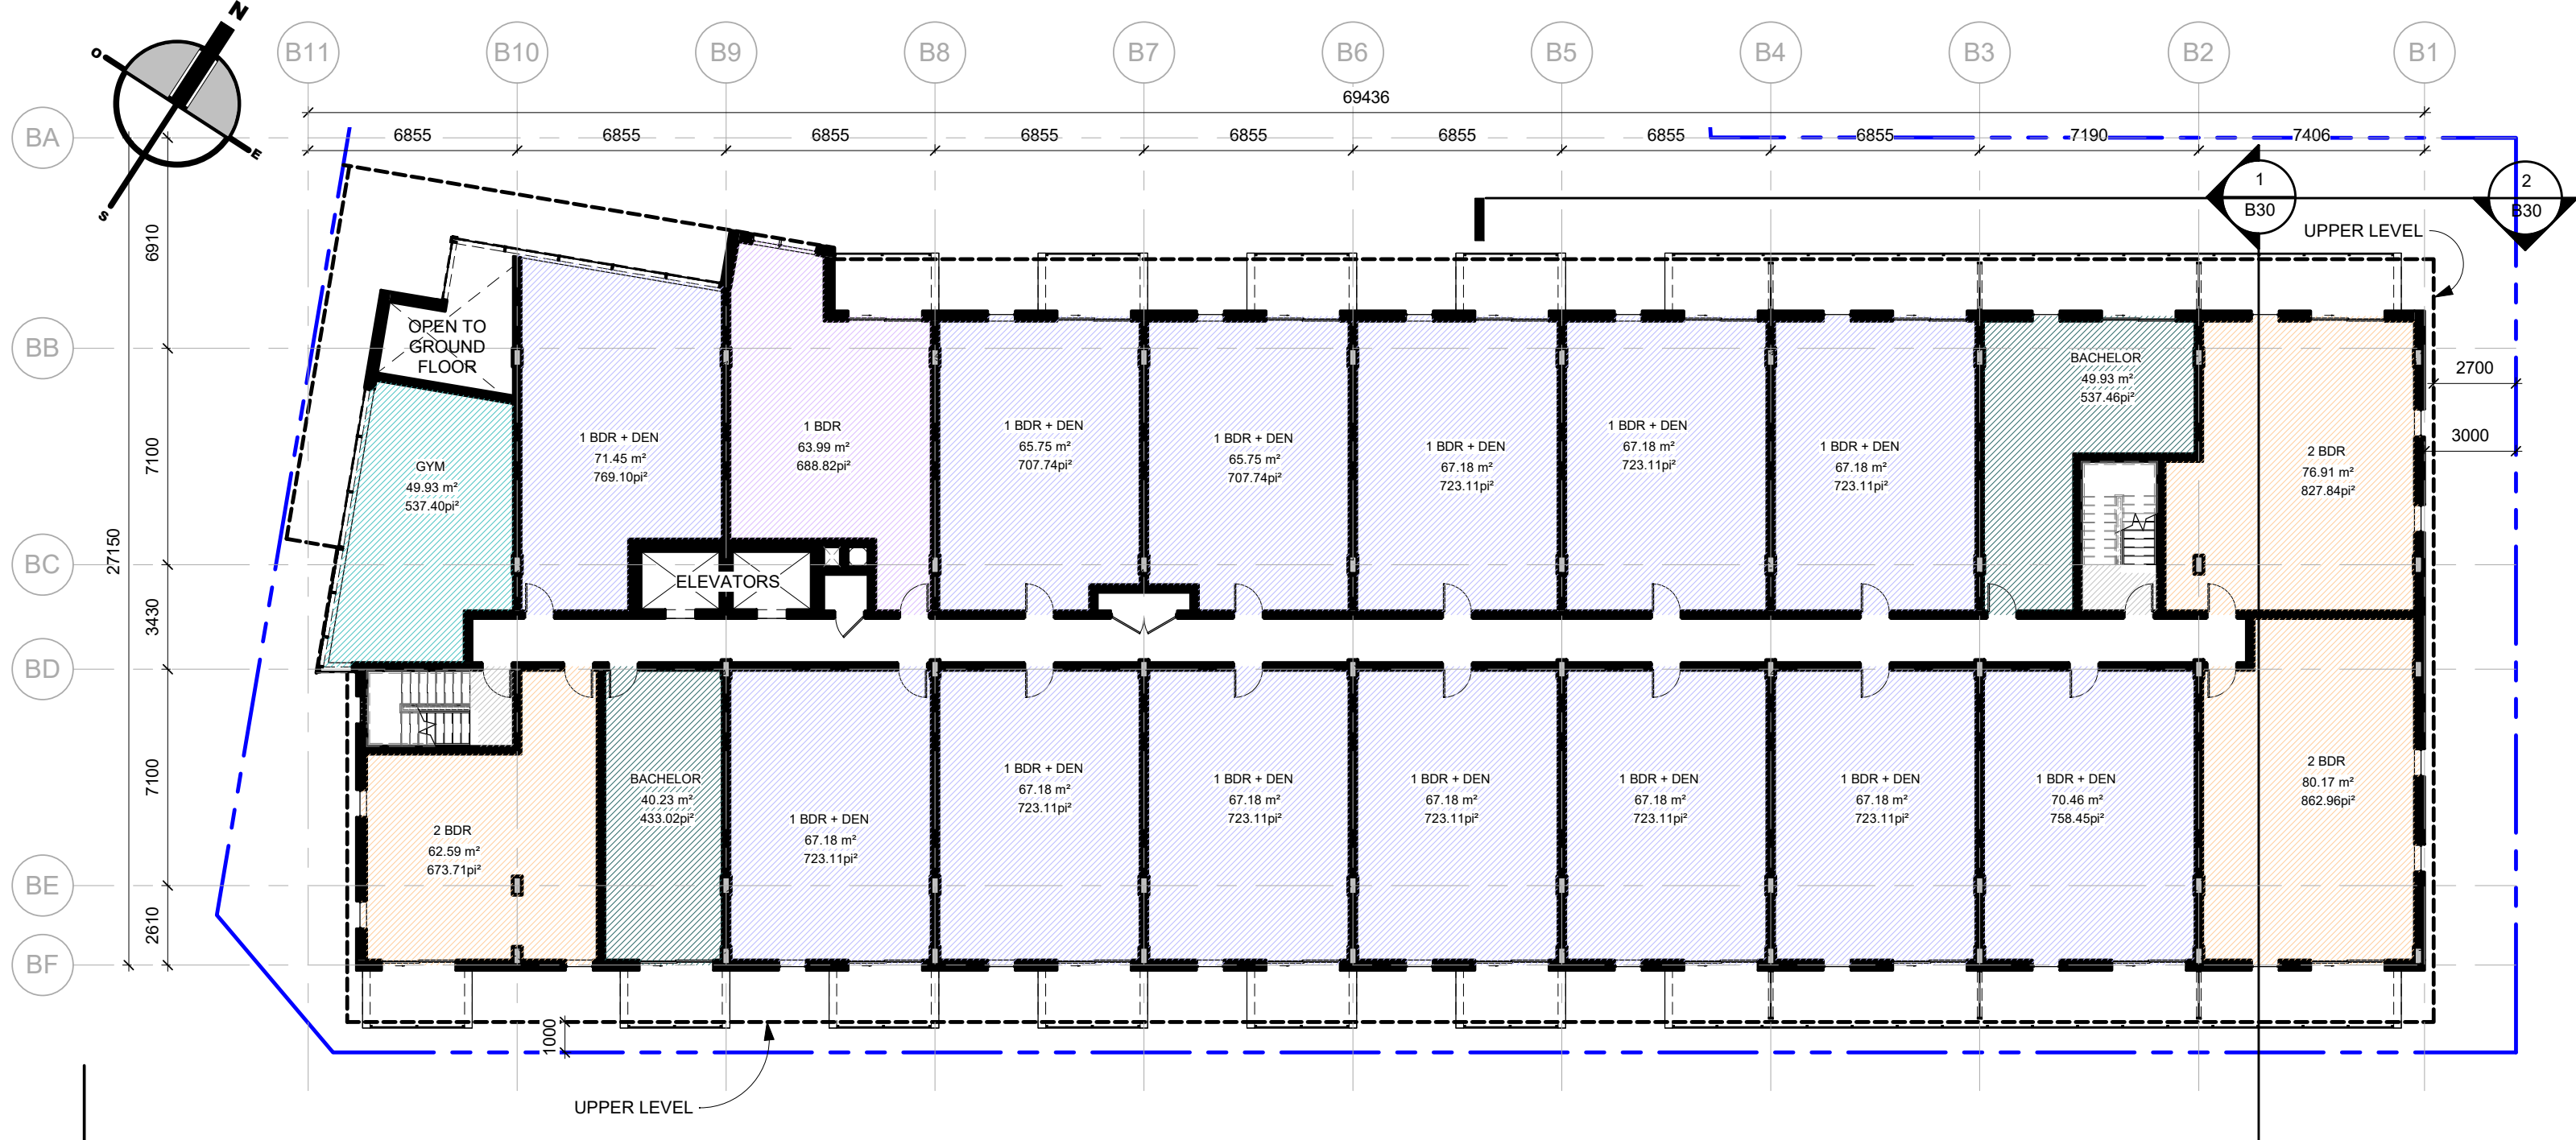 N
O
E
S
B11
B10
B9
B8
B7
B6
B5
B4
B3
B2
B1
69436
BA
6855
6855
6855
6855
6855
6855
6855
6855
7190
7406
1
B30
2
B30
UPPER LEVEL
6910
BB
OPEN TO
GROUND
FLOOR
BACHELOR
49.93 m²
537.46pi²
2700
3000
7100
GYM
49.93 m²
537.40pi²
1 BDR + DEN
71.45 m²
769.10pi²
1 BDR
63.99 m²
688.82pi²
1 BDR + DEN
65.75 m²
707.74pi²
1 BDR + DEN
65.75 m²
707.74pi²
1 BDR + DEN
67.18 m²
723.11pi²
1 BDR + DEN
67.18 m²
723.11pi²
1 BDR + DEN
67.18 m²
723.11pi²
2 BDR
76.91 m²
827.84pi²
27150
BC
ELEVATORS
3430
BD
7100
2 BDR
62.59 m²
673.71pi²
BACHELOR
40.23 m²
433.02pi²
1 BDR + DEN
67.18 m²
723.11pi²
1 BDR + DEN
67.18 m²
723.11pi²
1 BDR + DEN
67.18 m²
723.11pi²
1 BDR + DEN
67.18 m²
723.11pi²
1 BDR + DEN
67.18 m²
723.11pi²
1 BDR + DEN
67.18 m²
723.11pi²
1 BDR + DEN
70.46 m²
758.45pi²
2 BDR
80.17 m²
862.96pi²
BE
2610
BF
1000
UPPER LEVEL